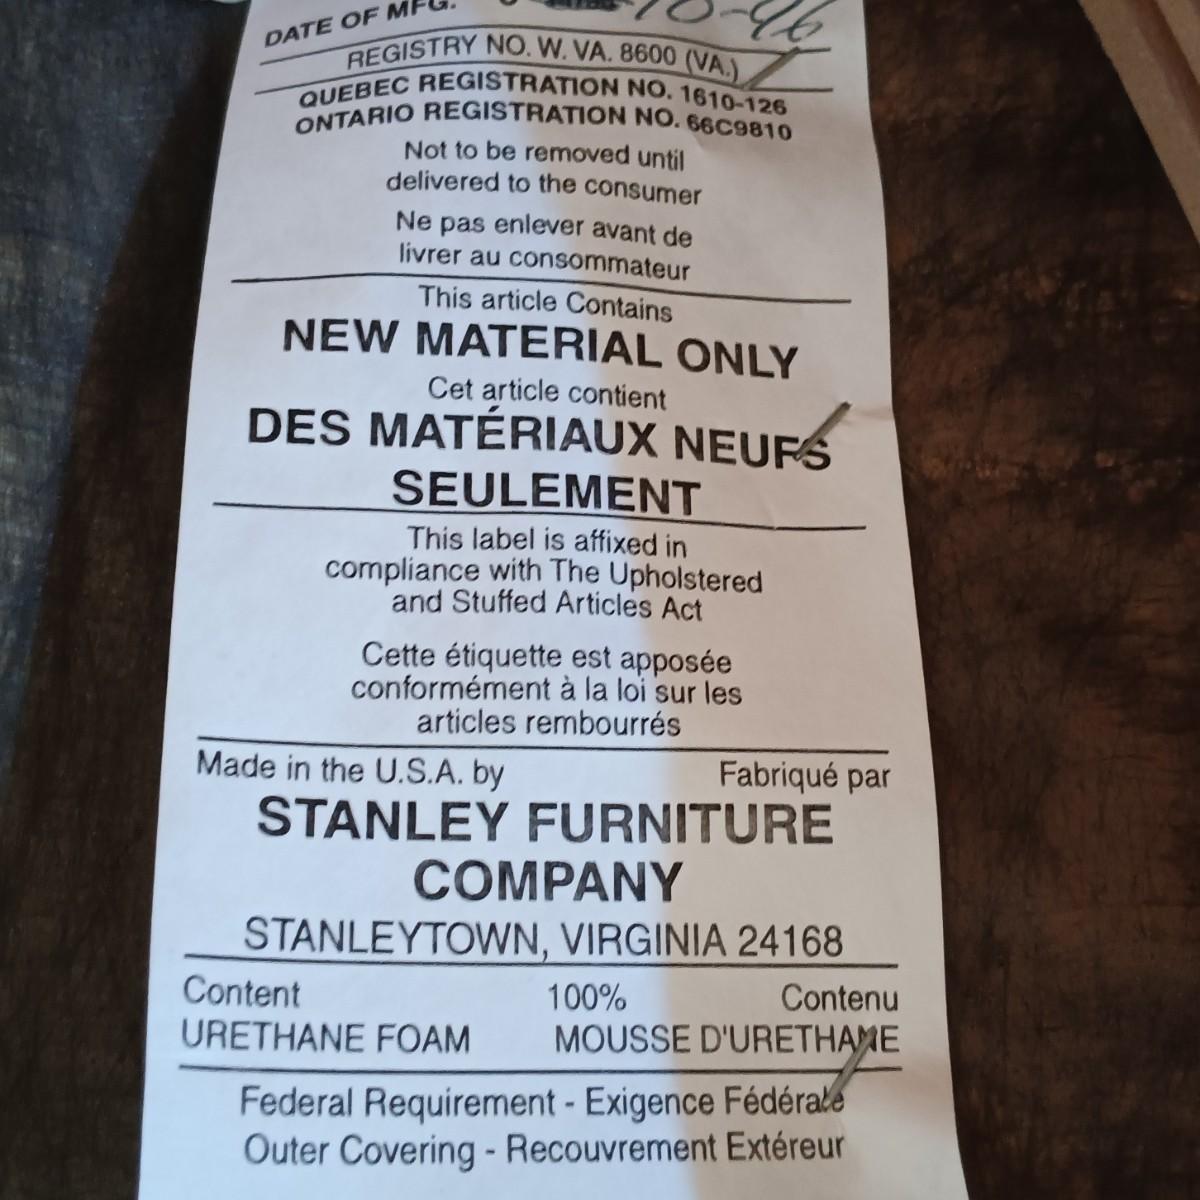 DATE OF MFG. 10-96
REGISTRY NO. W. VA. 8600 (VA.)
QUEBEC REGISTRATION NO. 1610-126
ONTARIO REGISTRATION NO. 66C9810
Not to be removed until
delivered to the consumer
Ne pas enlever avant de
livrer au consommateur
This article Contains
NEW MATERIAL ONLY
Cet article contient
DES MATÉRIAUX NEUFS
SEULEMENT
This label is affixed in
compliance with The Upholstered
and Stuffed Articles Act
Cette étiquette est apposée
conformément à la loi sur les
articles rembourrés
Made in the U.S.A. by Fabriqué par
STANLEY FURNITURE
COMPANY
STANLEYTOWN, VIRGINIA 24168
Content 100% Contenu
URETHANE FOAM MOUSSE D'URETHANE
Federal Requirement - Exigence Fédérale
Outer Covering - Recouvrement Extéreur